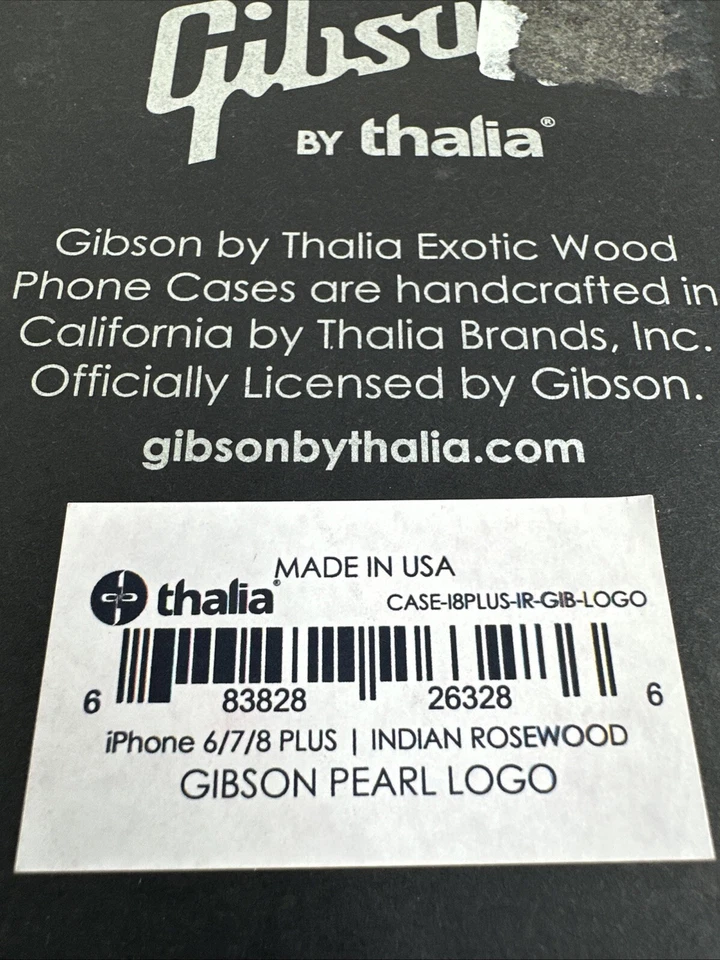 Gibso
BY thalia®
Gibson by Thalia Exotic Wood
Phone Cases are handcrafted in
California by Thalia Brands, Inc.
Officially Licensed by Gibson.
gibsonbythalia.com
MADE IN USA
thalia® CASE-I8PLUS-IR-GIB-LOGO
6 83828 26328 6
iPhone 6/7/8 PLUS | INDIAN ROSEWOOD
GIBSON PEARL LOGO